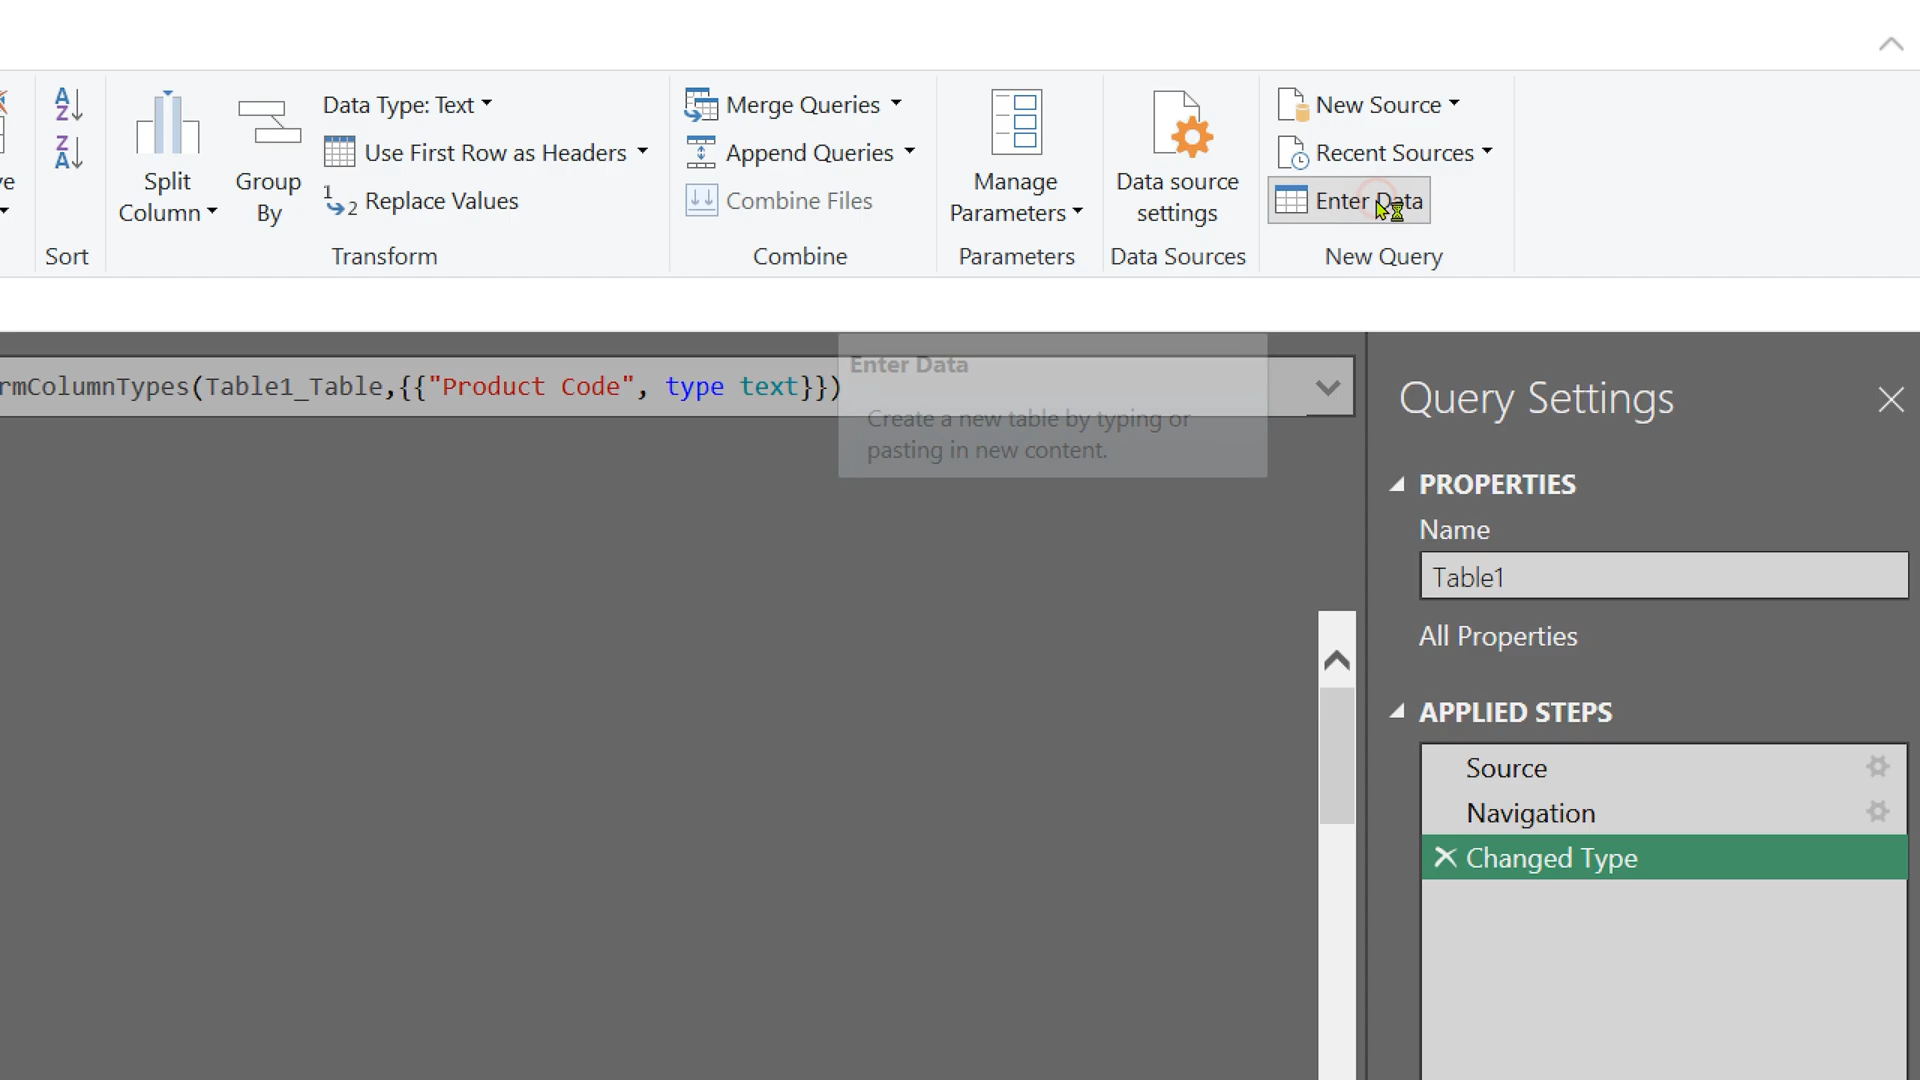 Data Type: Text
Use First Row as Headers
Replace Values
Split
Column
Group
By
Sort
Transform
Merge Queries
Append Queries
Combine Files
Combine
Manage
Parameters
Parameters
Data source
settings
Data Sources
New Source
Recent Sources
Enter Data
New Query
rmColumnTypes(Table1_Table,{{"Product Code", type text}})
Enter Data
Create a new table by typing or
pasting in new content.
Query Settings
PROPERTIES
Name
Table1
All Properties
APPLIED STEPS
Source
Navigation
Changed Type